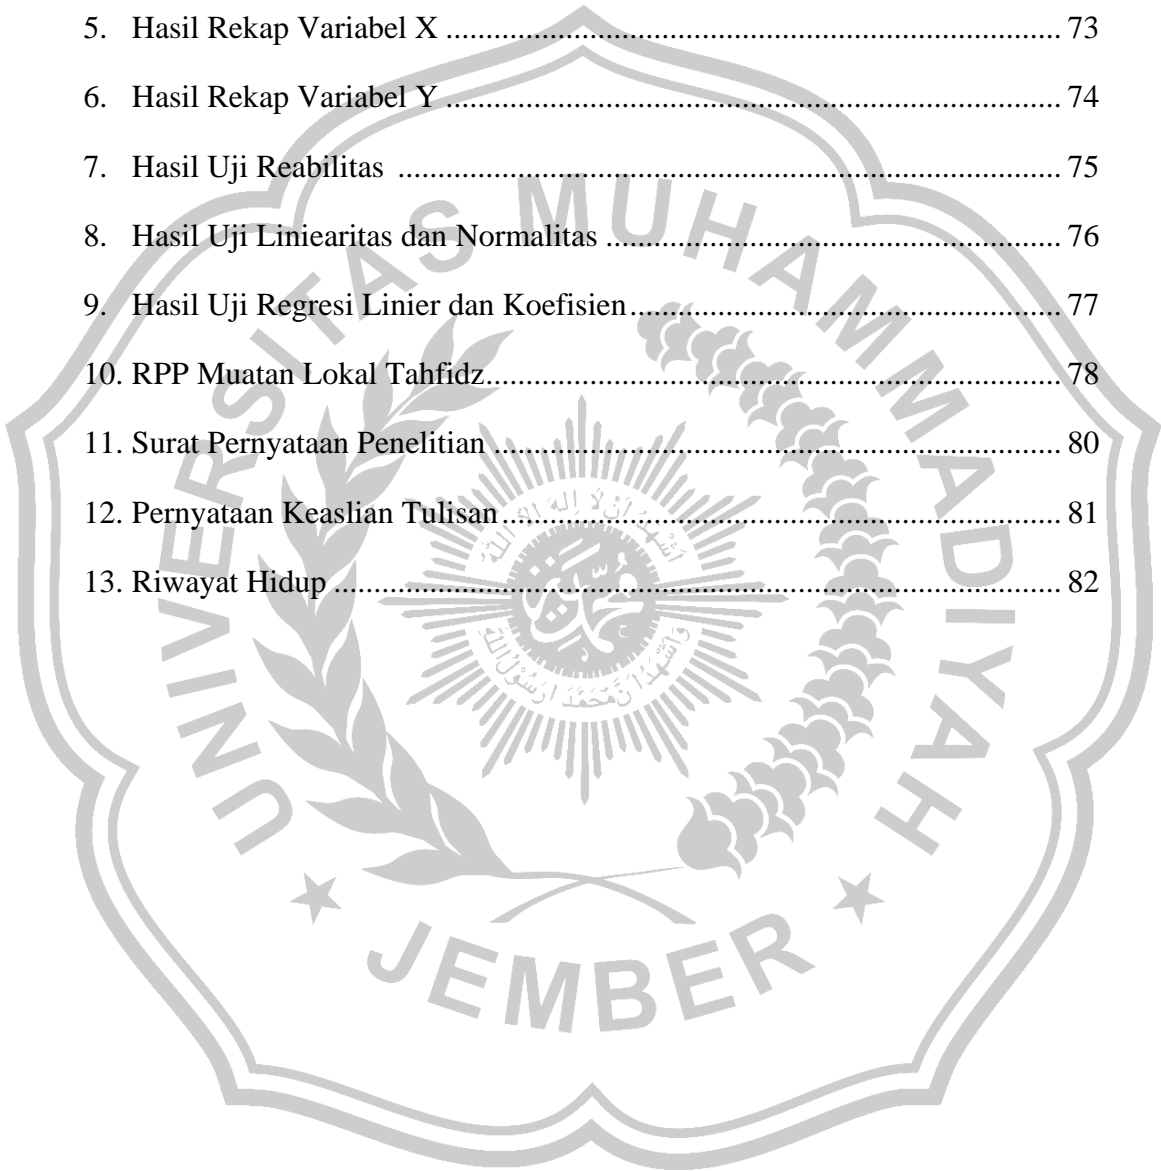 5. Hasil Rekap Variabel X ............................................................................ 73
6. Hasil Rekap Variabel Y ............................................................................ 74
7. Hasil Uji Reabilitas .................................................................................. 75
8. Hasil Uji Liniearitas dan Normalitas ........................................................ 76
9. Hasil Uji Regresi Linier dan Koefisien ..................................................... 77
10. RPP Muatan Lokal Tahfidz ....................................................................... 78
11. Surat Pernyataan Penelitian ...................................................................... 80
12. Pernyataan Keaslian Tulisan ..................................................................... 81
13. Riwayat Hidup .......................................................................................... 82
UNIVERSITAS MUHAMMADIYAH
JEMBER